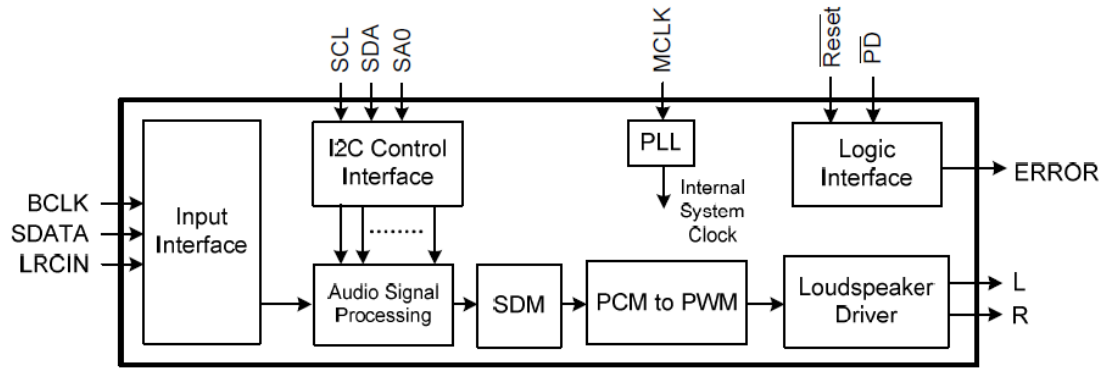 SCL
SDA
SA0
MCLK
Reset
PD
I2C Control
Interface
PLL
Logic
Interface
ERROR
BCLK
SDATA
LRCIN
Input
Interface
Internal
System
Clock
........
Audio Signal
Processing
SDM
PCM to PWM
Loudspeaker
Driver
L
R